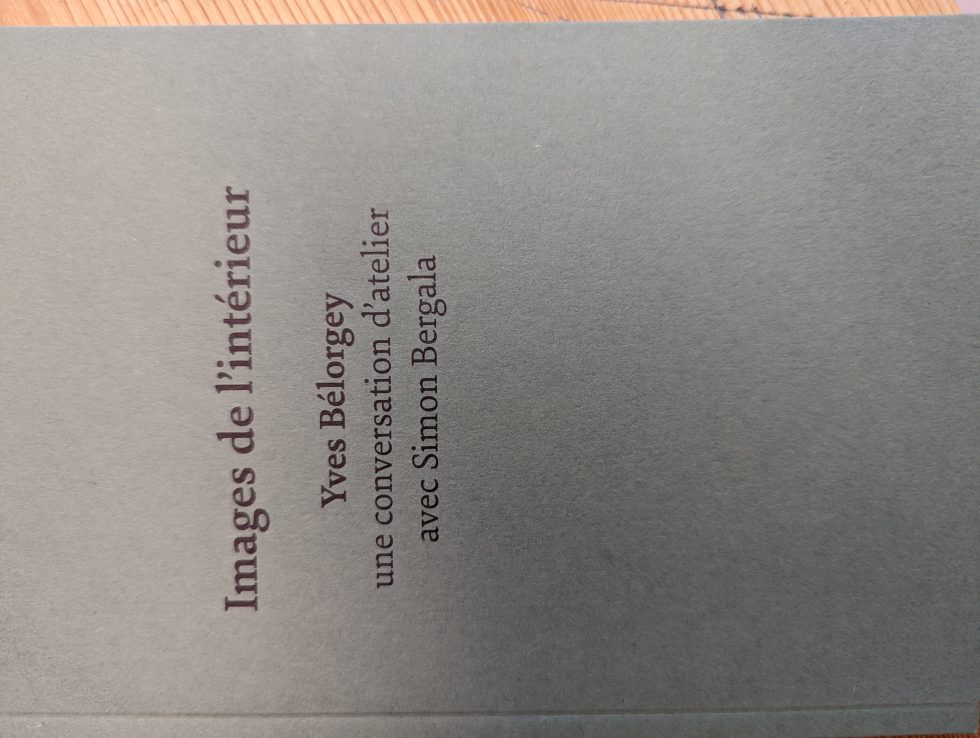 Images de l’intérieur
Yves Bélorgey
une conversation d’atelier
avec Simon Bergala